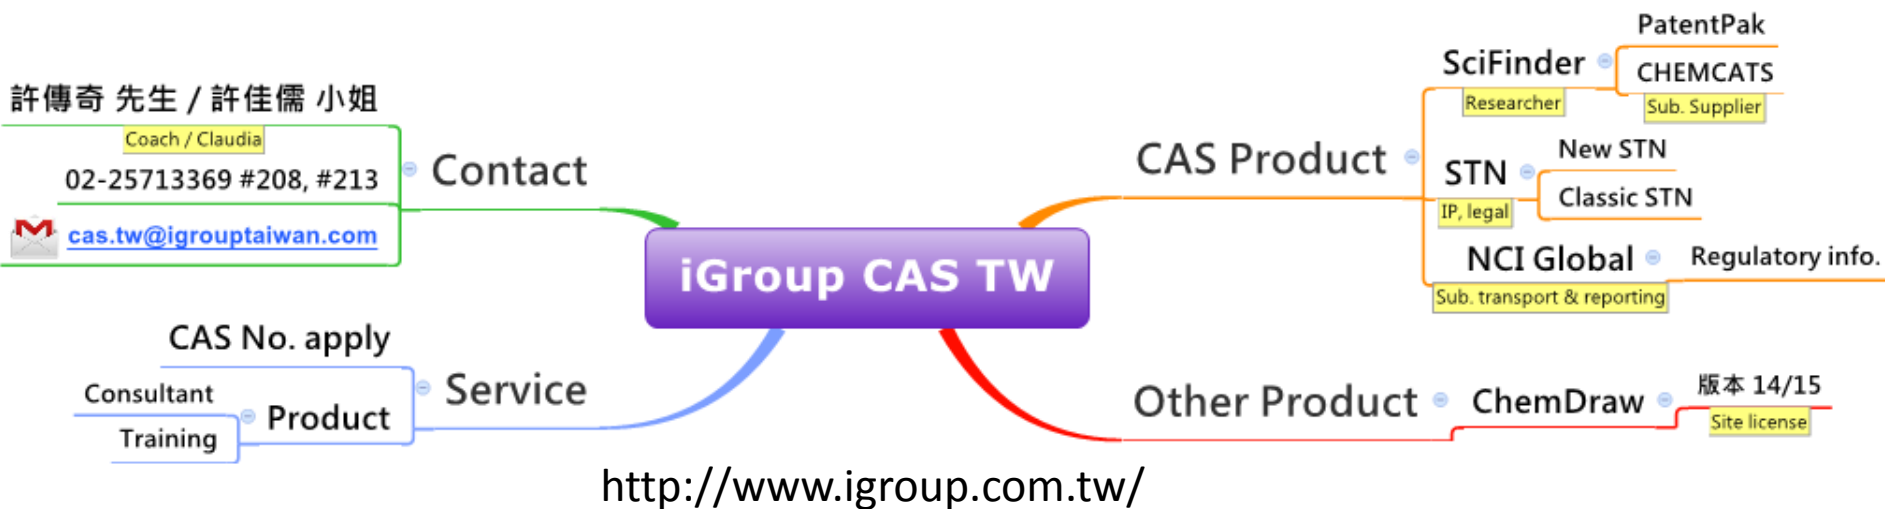 許傳奇 先生 / 許佳儒 小姐
Coach / Claudia
02-25713369 #208, #213
cas.tw@igrouptaiwan.com
Contact
CAS No. apply
Consultant
Training
Product
Service
iGroup CAS TW
CAS Product
SciFinder
Researcher
PatentPak
CHEMCATS
Sub. Supplier
STN
IP, legal
New STN
Classic STN
NCI Global
Sub. transport & reporting
Regulatory info.
Other Product
ChemDraw
版本 14/15
Site license
http://www.igroup.com.tw/